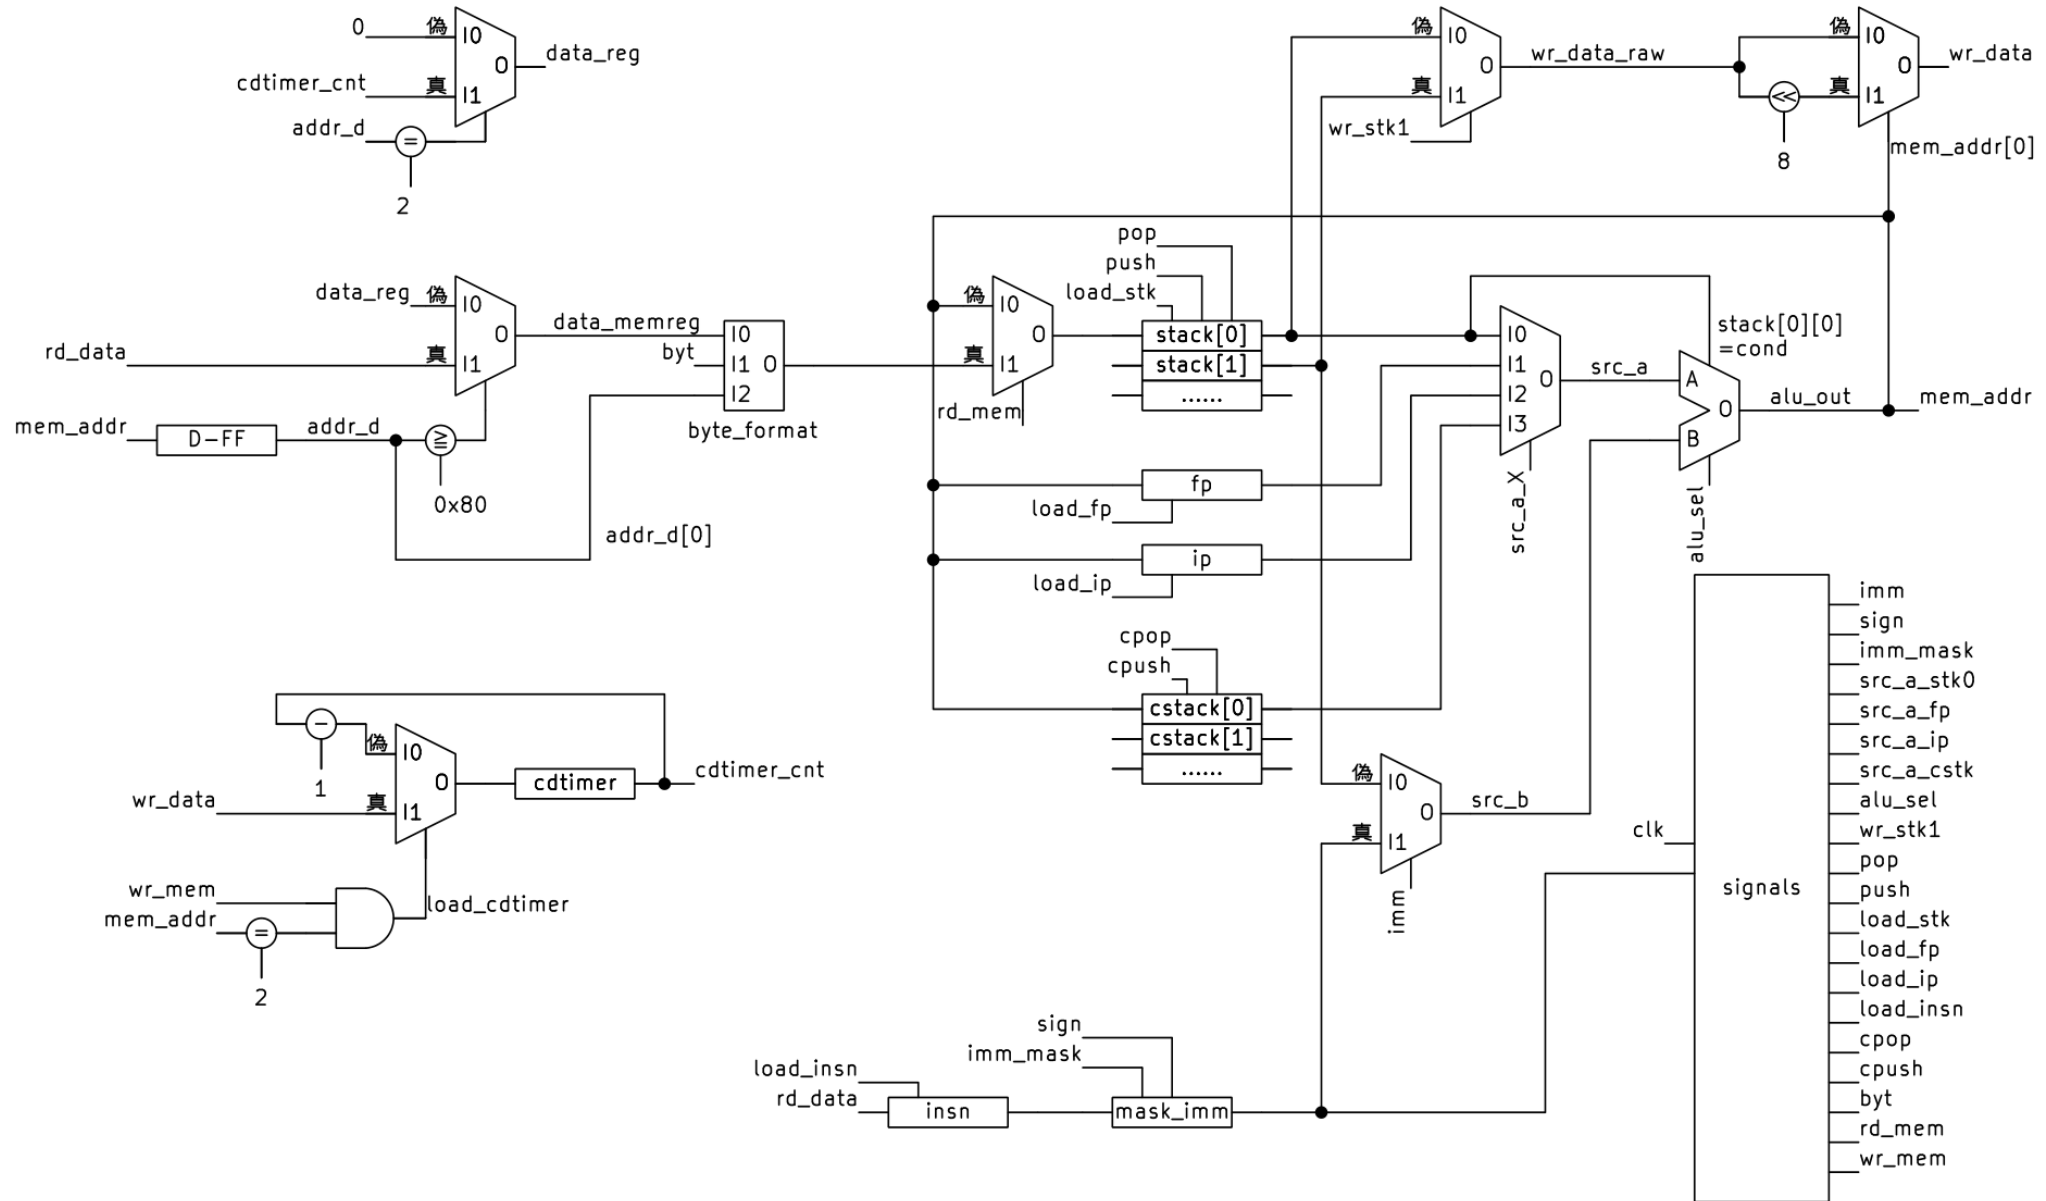 0
偽
I0
O
data_reg
cdtimer_cnt
真
I1
addr_d
=
2
偽
I0
O
wr_data_raw
真
I1
wr_stk1
偽
I0
O
wr_data
<<
真
I1
8
mem_addr[0]
data_reg
偽
I0
O
data_memreg
rd_data
真
I1
mem_addr
D-FF
addr_d
≧
0x80
addr_d[0]
I0
byt
I1
O
I2
byte_format
偽
I0
O
真
I1
rd_mem
pop
push
load_stk
stack[0]
stack[1]
......
fp
load_fp
ip
load_ip
cpop
cpush
cstack[0]
cstack[1]
......
I0
I1
I2
I3
O
src_a
src_a_X
stack[0][0]
=cond
A
B
O
alu_out
mem_addr
alu_sel
偽
I0
O
src_b
真
I1
imm
-
1
偽
I0
O
cdtimer
cdtimer_cnt
wr_data
真
I1
wr_mem
mem_addr
=
2
load_cdtimer
load_insn
rd_data
insn
sign
imm_mask
mask_imm
clk
signals
imm
sign
imm_mask
src_a_stk0
src_a_fp
src_a_ip
src_a_cstk
alu_sel
wr_stk1
pop
push
load_stk
load_fp
load_ip
load_insn
cpop
cpush
byt
rd_mem
wr_mem